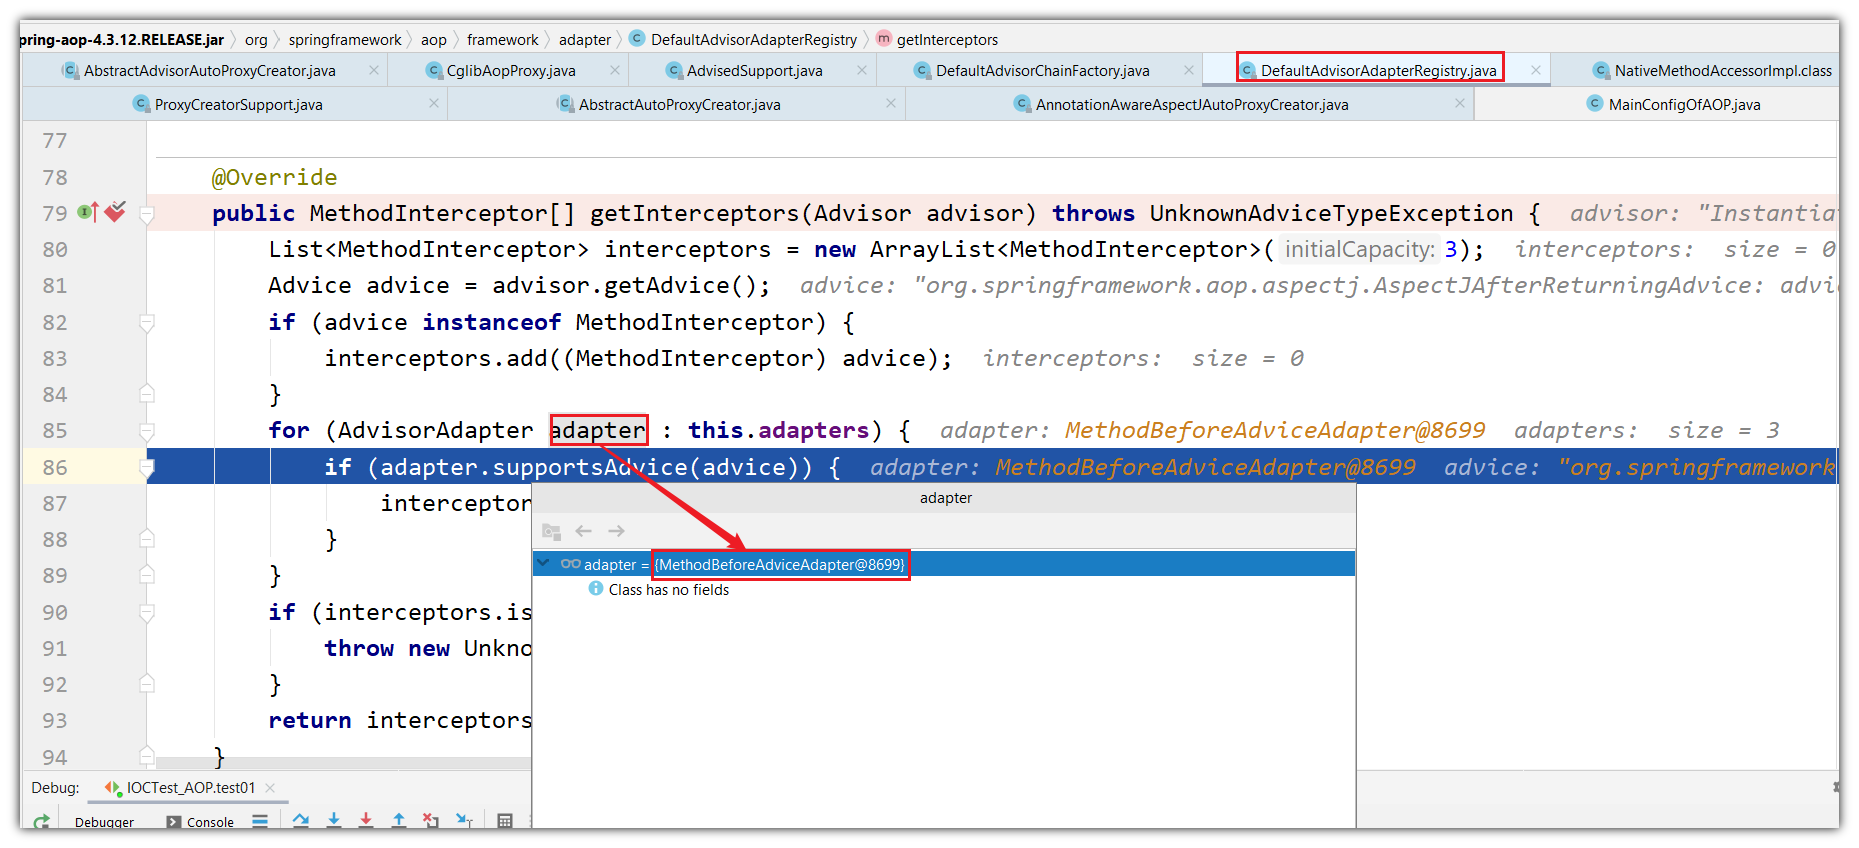 pring-aop-4.3.12.RELEASE.jar org springframework aop framework adapter DefaultAdvisorAdapterRegistry getInterceptors
AbstractAdvisorAutoProxyCreator.java CglibAopProxy.java AdvisedSupport.java DefaultAdvisorChainFactory.java DefaultAdvisorAdapterRegistry.java NativeMethodAccessorImpl.class
ProxyCreatorSupport.java AbstractAutoProxyCreator.java AnnotationAwareAspectJAutoProxyCreator.java MainConfigOfAOP.java
77
78 @Override
79 public MethodInterceptor[] getInterceptors(Advisor advisor) throws UnknownAdviceTypeException { advisor: "Instantia
80 List<MethodInterceptor> interceptors = new ArrayList<MethodInterceptor>( initialCapacity: 3); interceptors: size = 0
81 Advice advice = advisor.getAdvice(); advice: "org.springframework.aop.aspectj.AspectJAfterReturningAdvice: advi
82 if (advice instanceof MethodInterceptor) {
83 interceptors.add((MethodInterceptor) advice); interceptors: size = 0
84 }
85 for (AdvisorAdapter adapter : this.adapters) { adapter: MethodBeforeAdviceAdapter@8699 adapters: size = 3
86 if (adapter.supportsAdvice(advice)) { adapter: MethodBeforeAdviceAdapter@8699 advice: "org.springframework
87 interceptor
88 }
89 }
90 if (interceptors.is
91 throw new Unkno
92 }
93 return interceptors
94 }
adapter
adapter = {MethodBeforeAdviceAdapter@8699}
Class has no fields
Debug: IOCTest_AOP.test01
Debugger Console